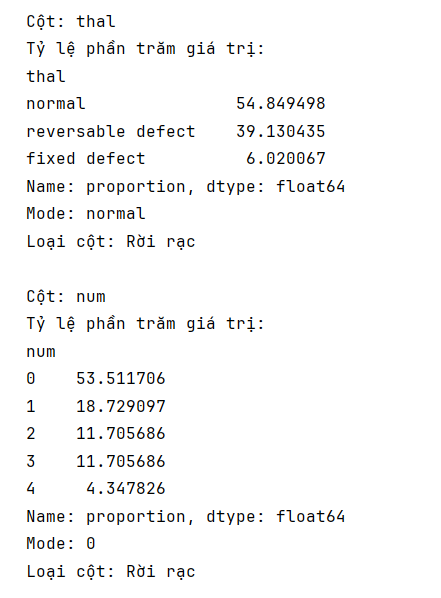 Cột: thal
Tỷ lệ phần trăm giá trị:
thal
normal               54.849498
reversable defect    39.130435
fixed defect          6.020067
Name: proportion, dtype: float64
Mode: normal
Loại cột: Rời rạc

Cột: num
Tỷ lệ phần trăm giá trị:
num
0    53.511706
1    18.729097
2    11.705686
3    11.705686
4     4.347826
Name: proportion, dtype: float64
Mode: 0
Loại cột: Rời rạc